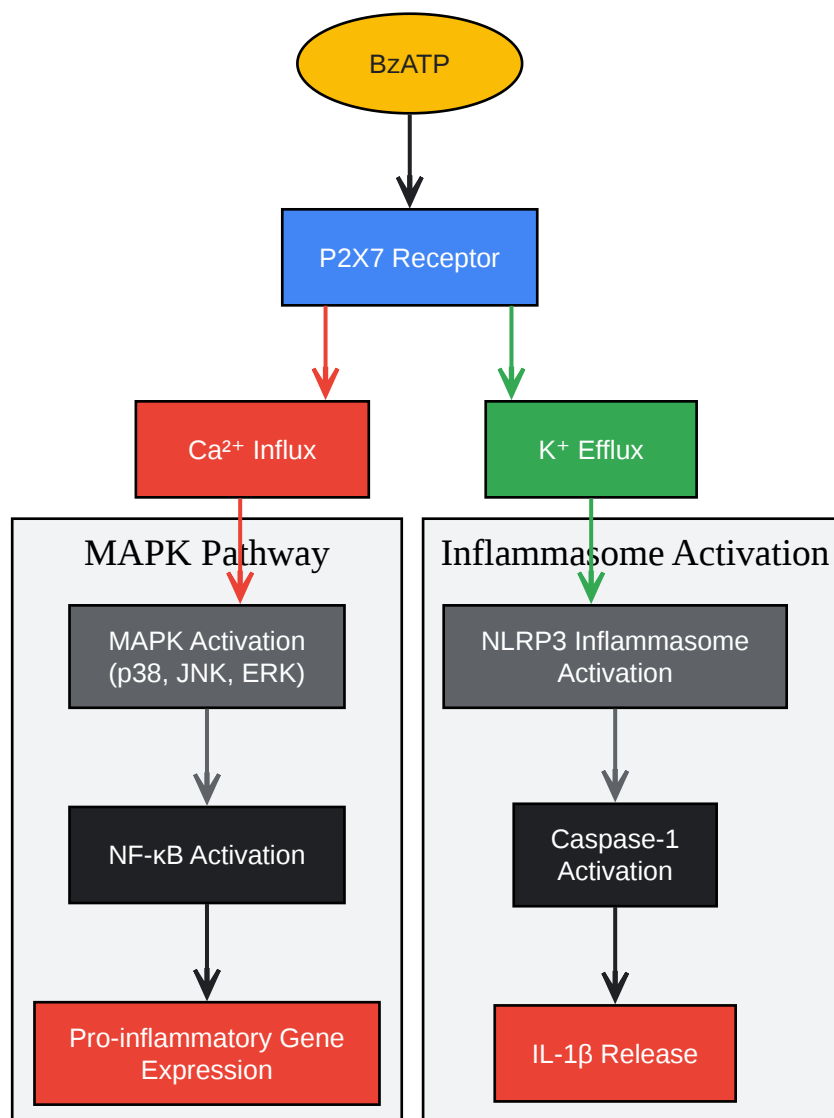 BzATP
P2X7 Receptor
Ca²⁺ Influx
K⁺ Efflux
MAPK Pathway
MAPK Activation
(p38, JNK, ERK)
NF-κB Activation
Pro-inflammatory Gene
Expression
Inflammasome Activation
NLRP3 Inflammasome
Activation
Caspase-1
Activation
IL-1β Release